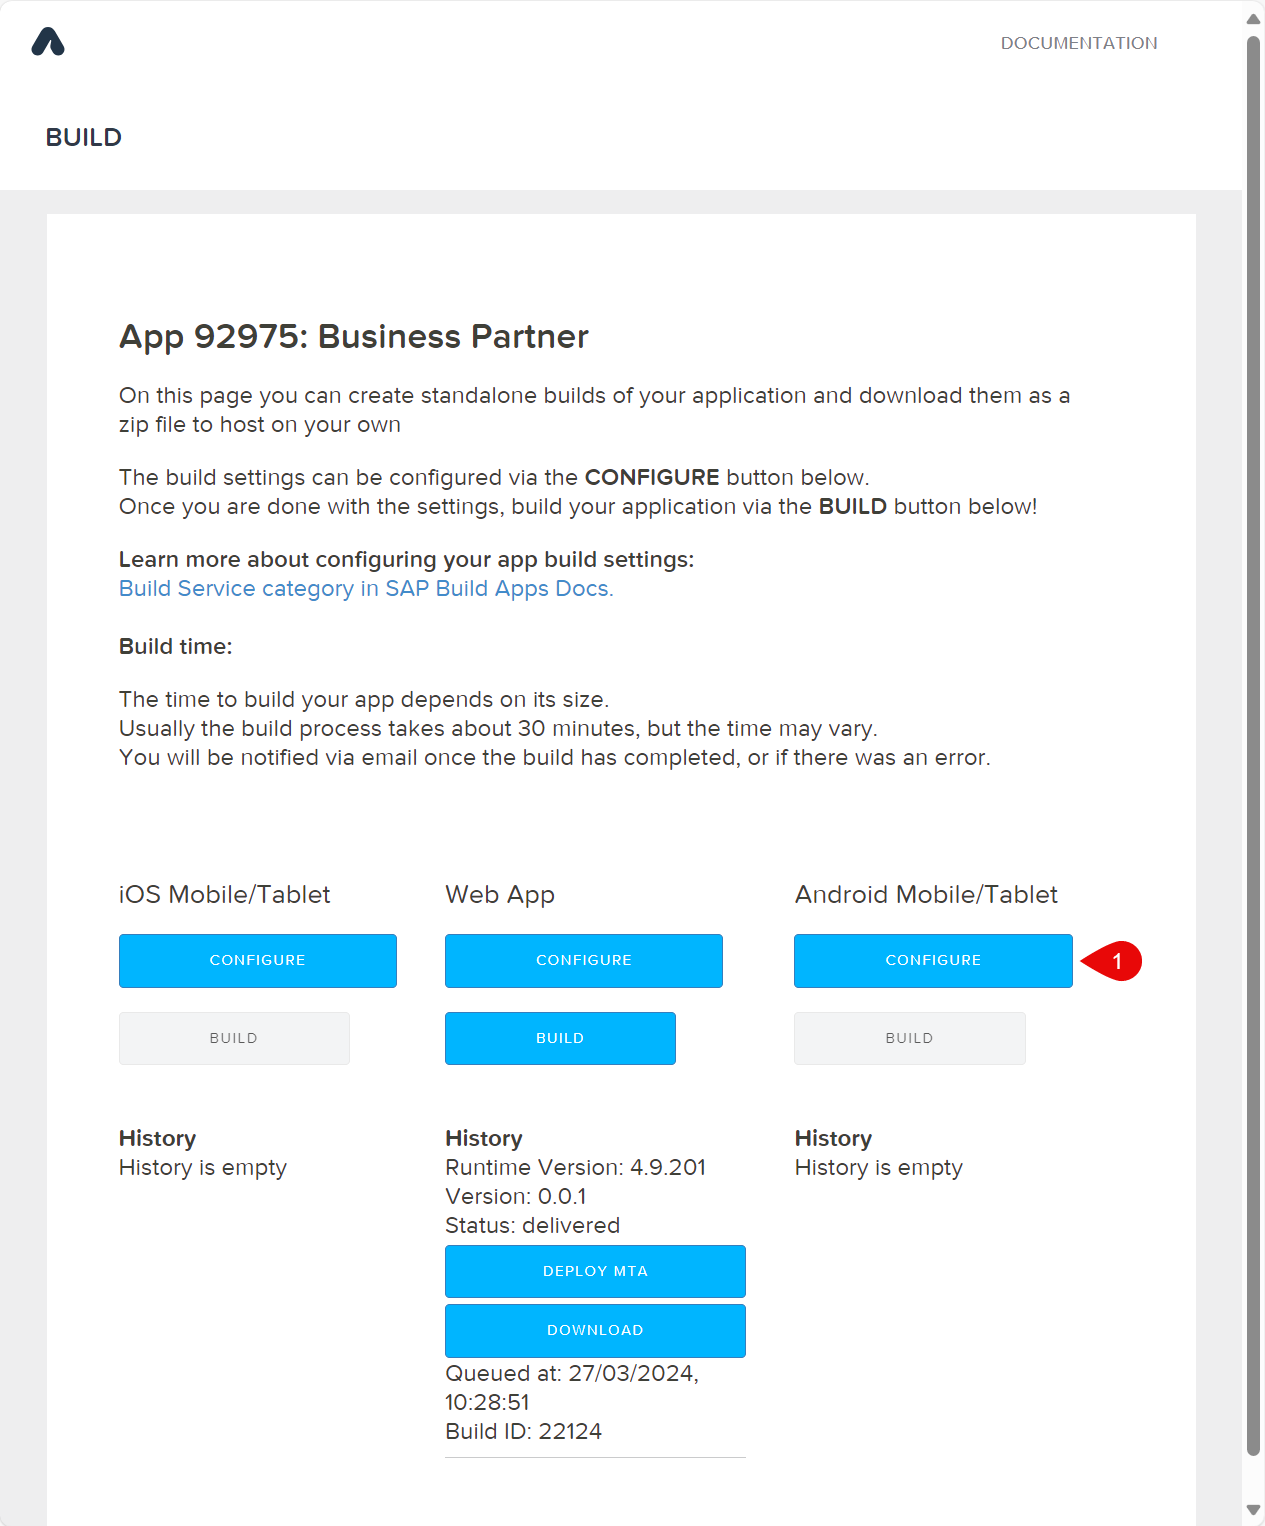 DOCUMENTATION
BUILD
App 92975: Business Partner
On this page you can create standalone builds of your application and download them as a
zip file to host on your own
The build settings can be configured via the CONFIGURE button below.
Once you are done with the settings, build your application via the BUILD button below!
Learn more about configuring your app build settings:
Build Service category in SAP Build Apps Docs.
Build time:
The time to build your app depends on its size.
Usually the build process takes about 30 minutes, but the time may vary.
You will be notified via email once the build has completed, or if there was an error.
iOS Mobile/Tablet
CONFIGURE
BUILD
History
History is empty
Web App
CONFIGURE
BUILD
History
Runtime Version: 4.9.201
Version: 0.0.1
Status: delivered
DEPLOY MTA
DOWNLOAD
Queued at: 27/03/2024,
10:28:51
Build ID: 22124
Android Mobile/Tablet
CONFIGURE
1
BUILD
History
History is empty